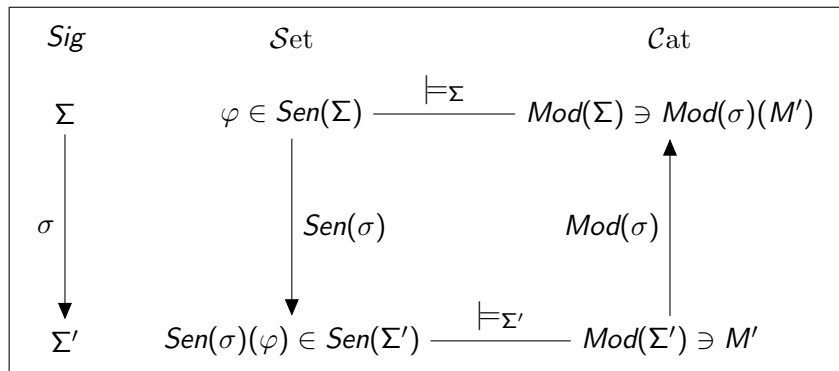 Sig Set Cat
⊨Σ
Σ φ ∈ Sen(Σ) Mod(Σ) ∋ Mod(σ)(M′)
σ Sen(σ) Mod(σ)
⊨Σ′
Σ′ Sen(σ)(φ) ∈ Sen(Σ′) Mod(Σ′) ∋ M′